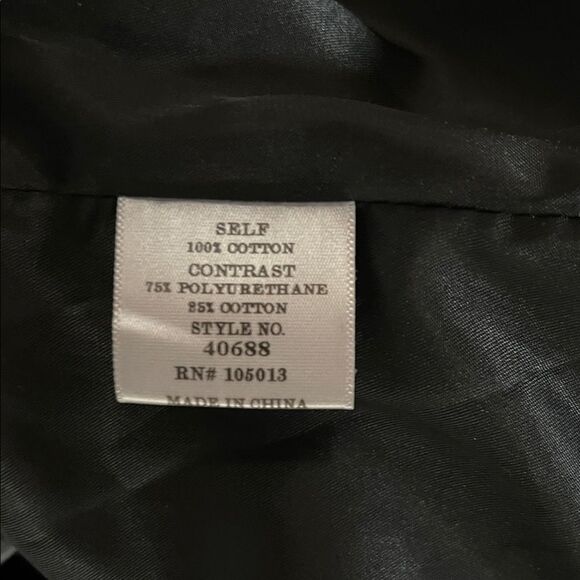 SELF
100% COTTON
CONTRAST
75% POLYURETHANE
25% COTTON
STYLE NO.
40688
RN# 105013
MADE IN CHINA